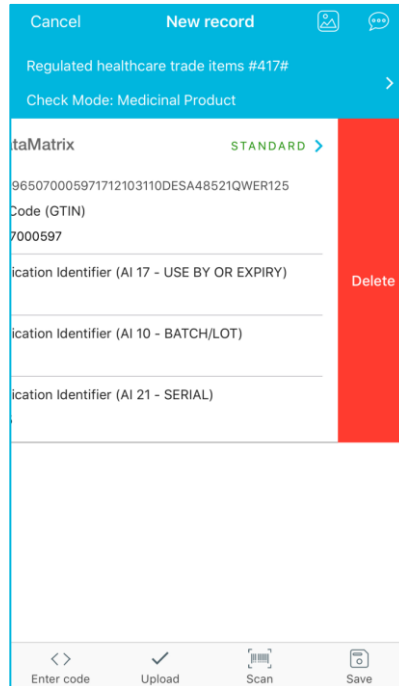 Cancel New record
Regulated healthcare trade items #417#
Check Mode: Medicinal Product
taMatrix STANDARD
965070005971712103110DESA48521QWER125
Code (GTIN)
7000597
ication Identifier (AI 17 - USE BY OR EXPIRY)
Delete
ication Identifier (AI 10 - BATCH/LOT)
ication Identifier (AI 21 - SERIAL)
Enter code Upload Scan Save